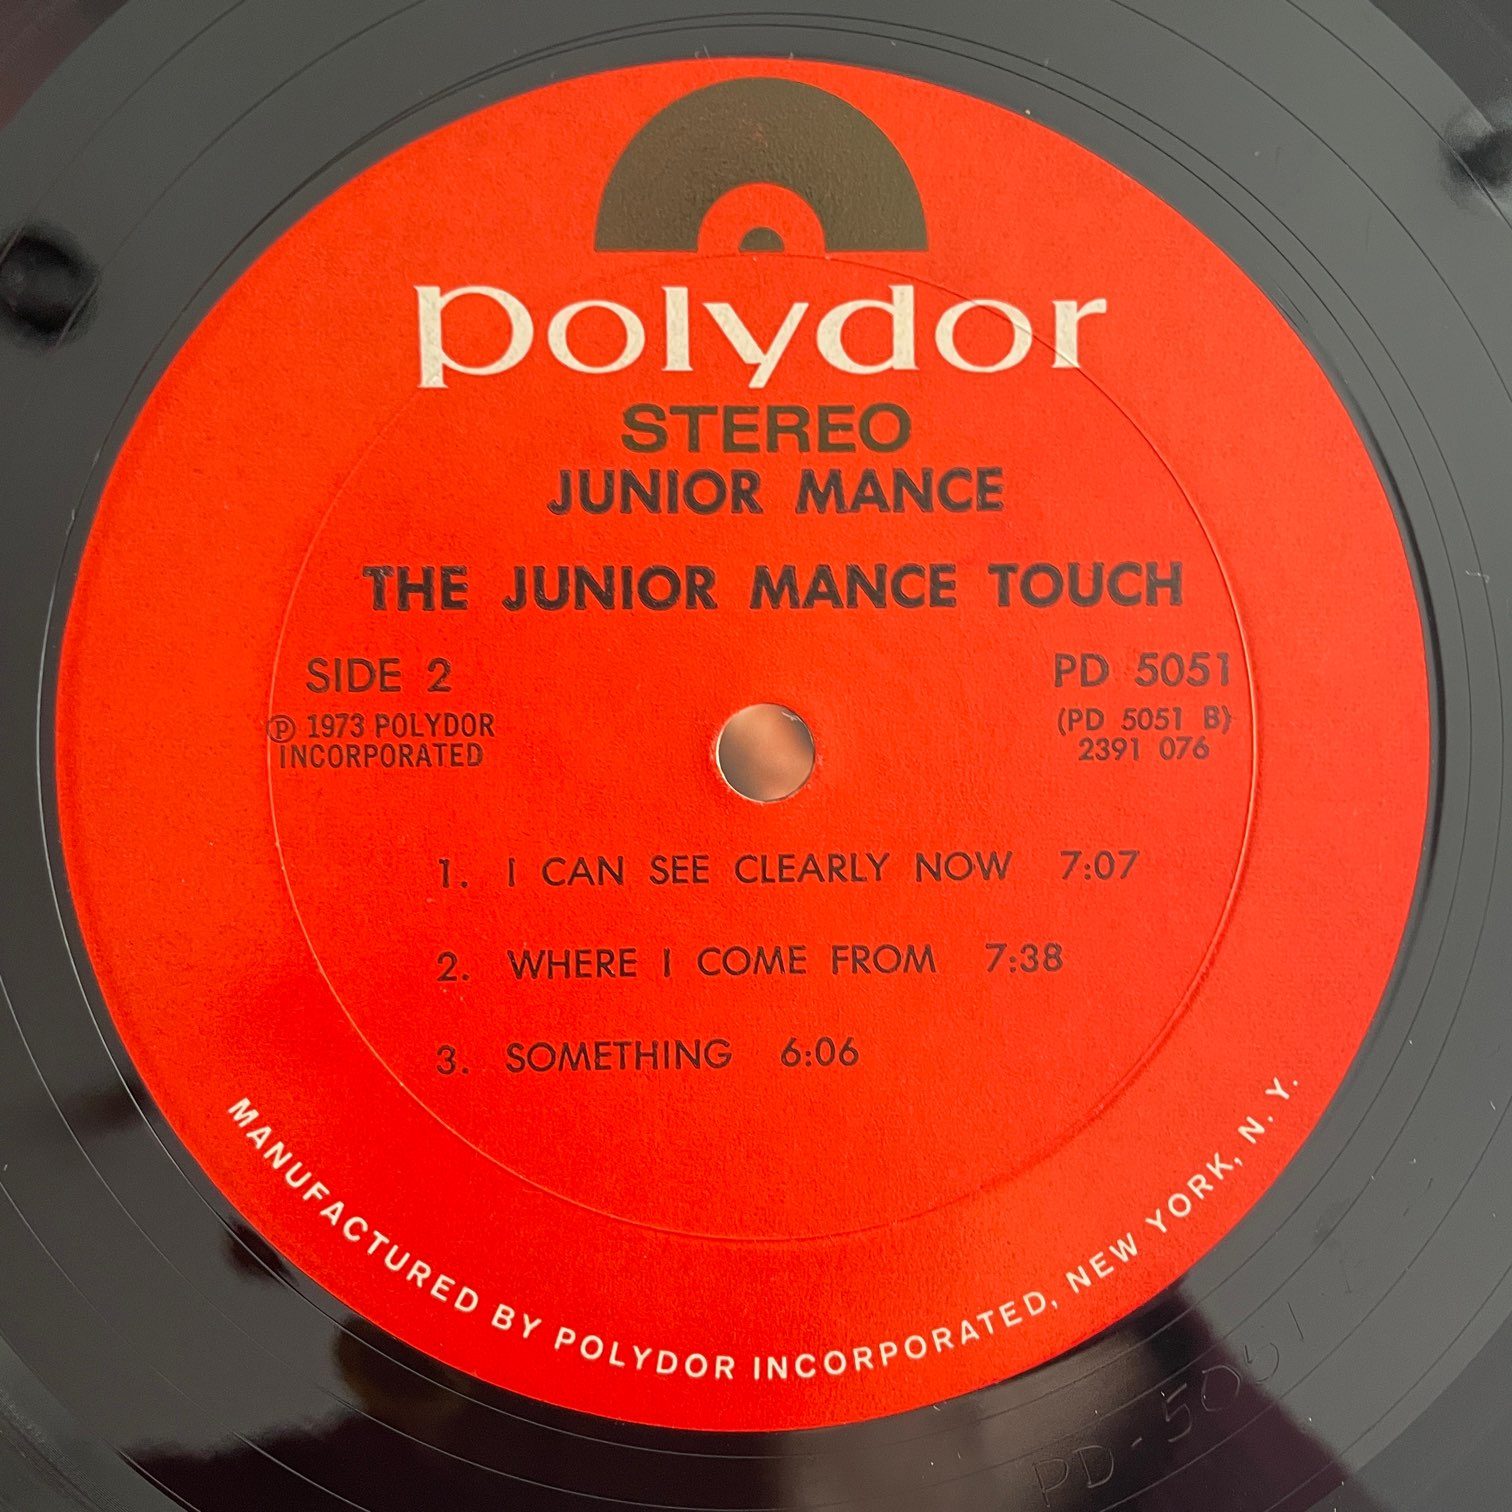 polydor
STEREO
JUNIOR MANCE
THE JUNIOR MANCE TOUCH
SIDE 2
℗ 1973 POLYDOR
INCORPORATED
PD 5051
(PD 5051 B)
2391 076
1. I CAN SEE CLEARLY NOW 7:07
2. WHERE I COME FROM 7:38
3. SOMETHING 6:06
MANUFACTURED BY POLYDOR INCORPORATED, NEW YORK, N. Y.